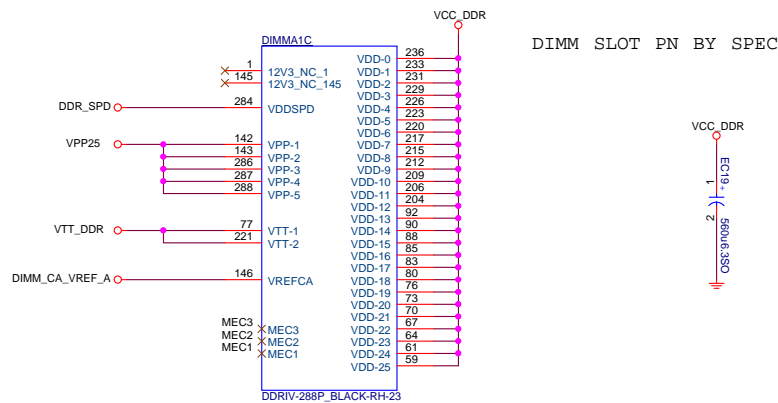 VCC_DDR
DIMMA1C
DIMM SLOT PN BY SPEC
1 12V3_NC_1
145 12V3_NC_145
DDR_SPD 284 VDDSPD
VPP25 142 VPP-1
143 VPP-2
286 VPP-3
287 VPP-4
288 VPP-5
VTT_DDR 77 VTT-1
221 VTT-2
DIMM_CA_VREF_A 146 VREFCA
MEC3 MEC3
MEC2 MEC2
MEC1 MEC1
VDD-0 236
VDD-1 233
VDD-2 231
VDD-3 229
VDD-4 226
VDD-5 223
VDD-6 220
VDD-7 217
VDD-8 215
VDD-9 212
VDD-10 209
VDD-11 206
VDD-12 204
VDD-13 92
VDD-14 90
VDD-15 88
VDD-16 85
VDD-17 83
VDD-18 80
VDD-19 76
VDD-20 73
VDD-21 70
VDD-22 67
VDD-23 64
VDD-24 61
VDD-25 59
DDRIV-288P_BLACK-RH-23
VCC_DDR
1
2
EC19
+
560u6.3SO